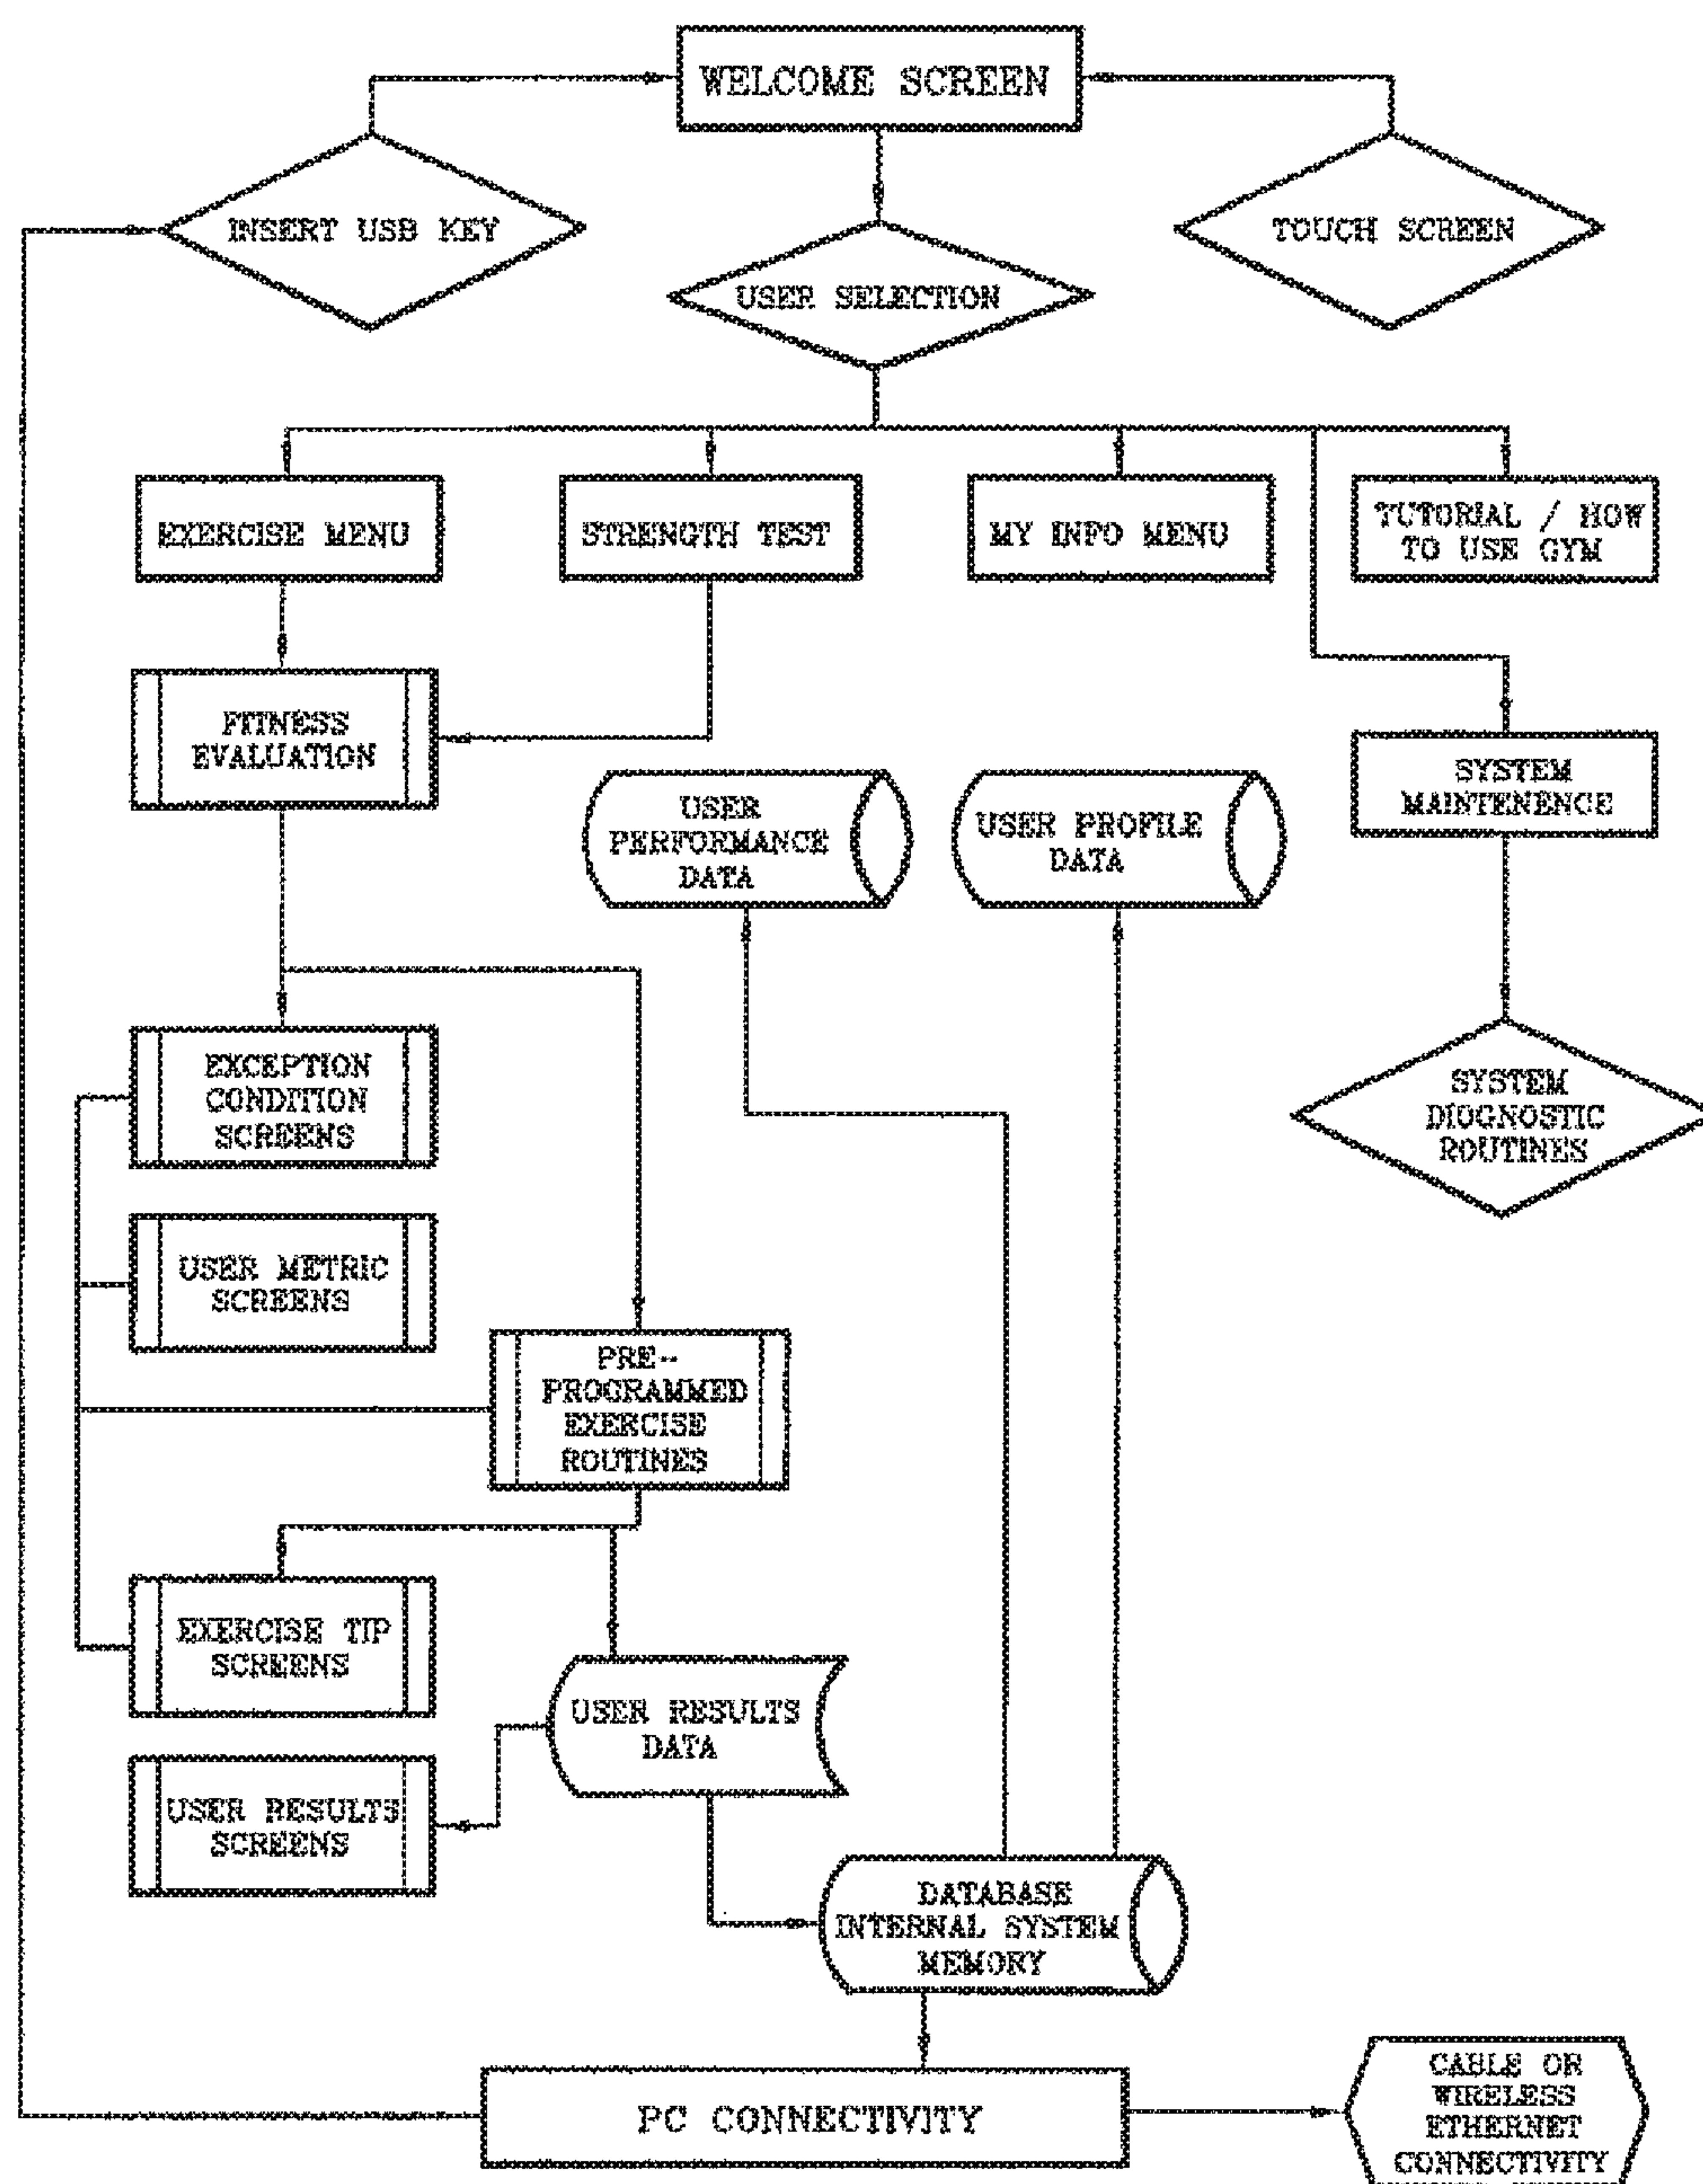 WELCOME SCREEN
INSERT USB KEY
TOUCH SCREEN
USER SELECTION
EXERCISE MENU
STRENGTH TEST
MY INFO MENU
TUTORIAL / HOW
TO USE GYM
FITNESS
EVALUATION
SYSTEM
MAINTENENCE
USER
PERFORMANCE
DATA
USER PROFILE
DATA
EXCEPTION
CONDITION
SCREENS
SYSTEM
DIOGNOSTIC
ROUTINES
USER METRIC
SCREENS
PRE-
PROGRAMMED
EXERCISE
ROUTINES
EXERCISE TIP
SCREENS
USER RESULTS
DATA
USER RESULTS
SCREENS
DATABASE
INTERNAL SYSTEM
MEMORY
PC CONNECTIVITY
CABLE OR
WIRELESS
ETHERNET
CONNECTIVITY